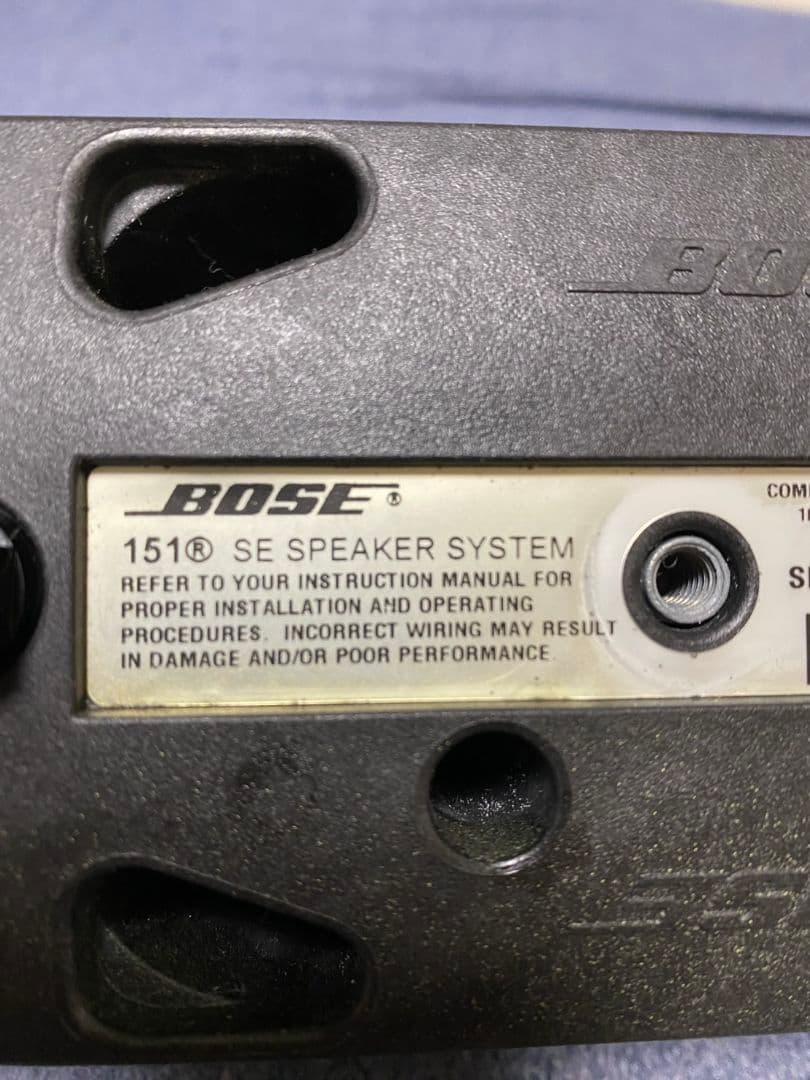 BOSE
BOSE®
151® SE SPEAKER SYSTEM
REFER TO YOUR INSTRUCTION MANUAL FOR
PROPER INSTALLATION AND OPERATING
PROCEDURES. INCORRECT WIRING MAY RESULT
IN DAMAGE AND/OR POOR PERFORMANCE.